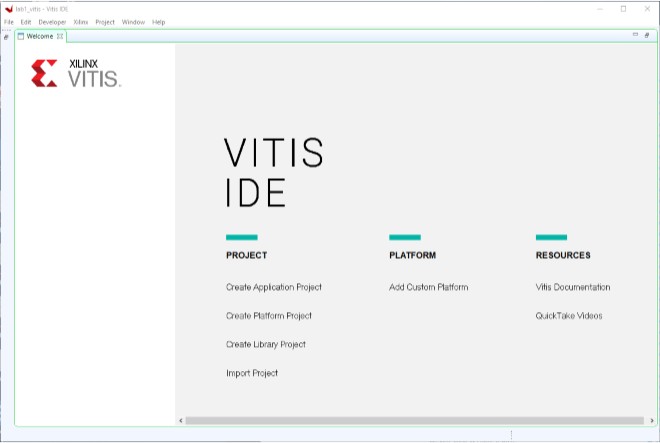 lab1_vitis - Vitis IDE
File Edit Developer Xilinx Project Window Help
Welcome
XILINX
VITIS.
VITIS
IDE
PROJECT PLATFORM RESOURCES
Create Application Project Add Custom Platform Vitis Documentation
Create Platform Project QuickTake Videos
Create Library Project
Import Project